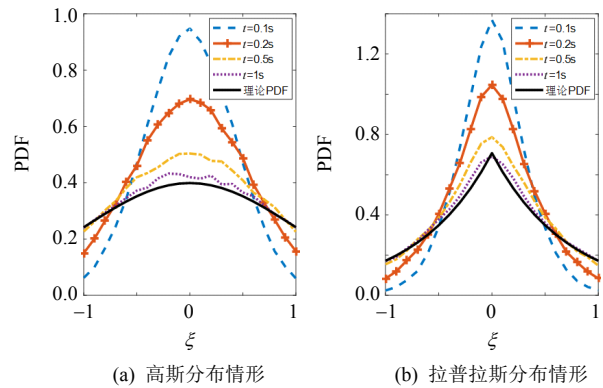 1.0
0.8
0.6
0.4
0.2
0.0
PDF
t=0.1s
t=0.2s
t=0.5s
t=1s
理论PDF
−1 0 1
ξ
(a) 高斯分布情形
1.4
1.0
0.6
0.2
PDF
t=0.1s
t=0.2s
t=0.5s
t=1s
理论PDF
−1 0 1
ξ
(b) 拉普拉斯分布情形